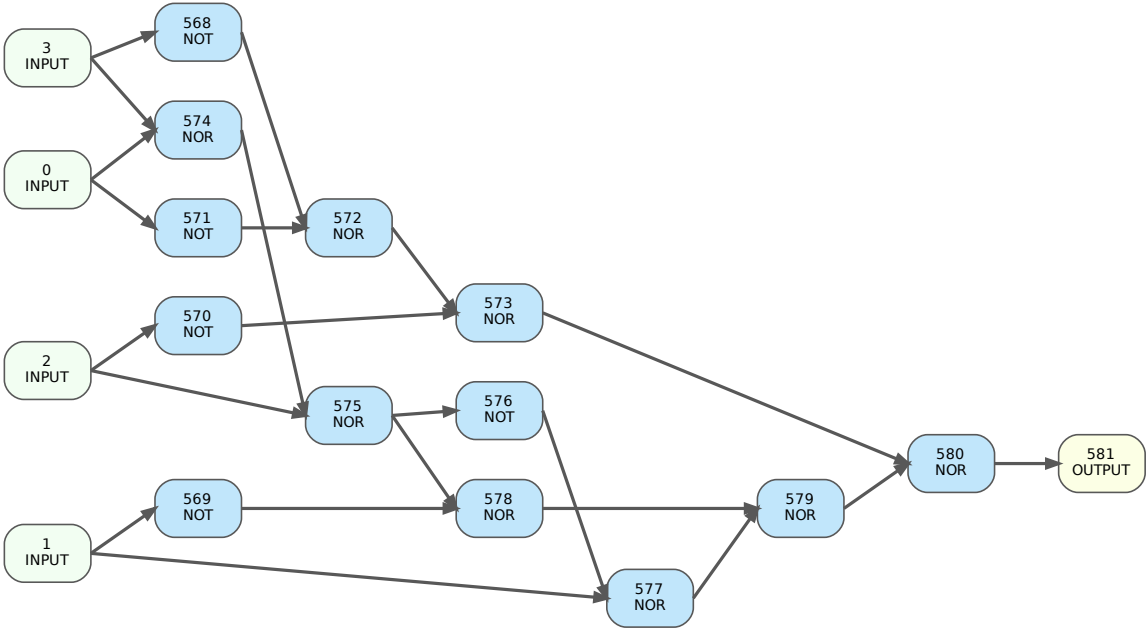 3
INPUT
568
NOT
574
NOR
0
INPUT
571
NOT
572
NOR
570
NOT
573
NOR
2
INPUT
575
NOR
576
NOT
580
NOR
581
OUTPUT
569
NOT
578
NOR
579
NOR
1
INPUT
577
NOR